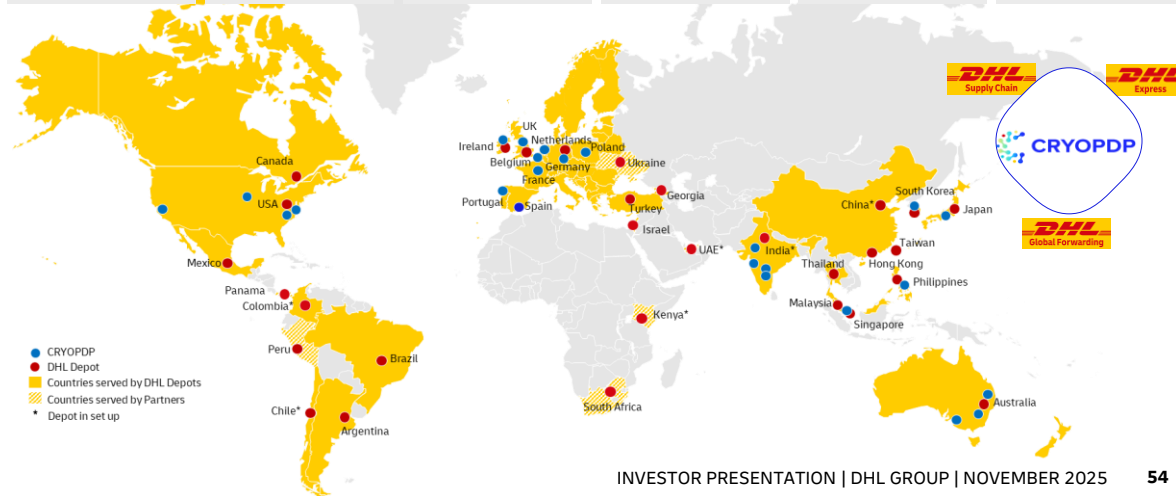 DHL
Supply Chain
DHL
Express
CRYOPDP
DHL
Global Forwarding
Canada
USA
Mexico
Panama
Colombia*
Peru
Brazil
Chile*
Argentina
UK
Ireland
Netherlands
Poland
Belgium
Germany
Ukraine
France
Portugal
Spain
Turkey
Georgia
Israel
UAE*
Kenya*
South Africa
China*
South Korea
Japan
India*
Taiwan
Hong Kong
Thailand
Philippines
Malaysia
Singapore
Australia
CRYOPDP
DHL Depot
Countries served by DHL Depots
Countries served by Partners
* Depot in set up
INVESTOR PRESENTATION | DHL GROUP | NOVEMBER 2025 54